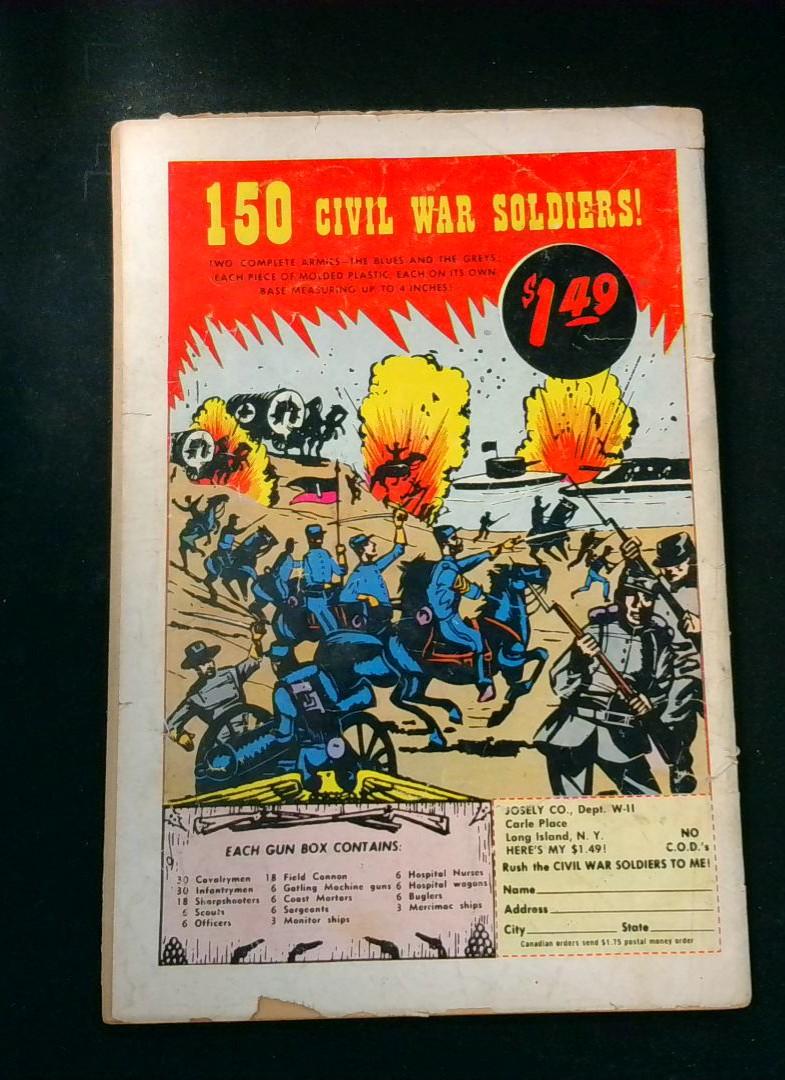 150 CIVIL WAR SOLDIERS!
TWO COMPLETE ARMIES—THE BLUES AND THE GREYS.
EACH PIECE OF MOLDED PLASTIC, EACH ON ITS OWN
BASE MEASURING UP TO 4 INCHES!
$1.49
EACH GUN BOX CONTAINS:
30 Cavalrymen
30 Infantrymen
18 Sharpshooters
6 Scouts
6 Officers
18 Field Cannon
6 Gatling Machine guns
6 Coast Mortars
6 Sergeants
3 Monitor ships
6 Hospital Nurses
6 Hospital wagons
6 Buglers
3 Merrimac ships
JOSELY CO., Dept. W-11
Carle Place
Long Island, N. Y.
HERE'S MY $1.49!
NO
C.O.D.'s
Rush the CIVIL WAR SOLDIERS TO ME!
Name
Address
City State
Canadian orders send $1.75 postal money order